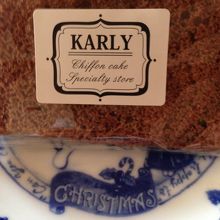 KARLY
Chiffon cake
Specialty store
CHRISTMAS